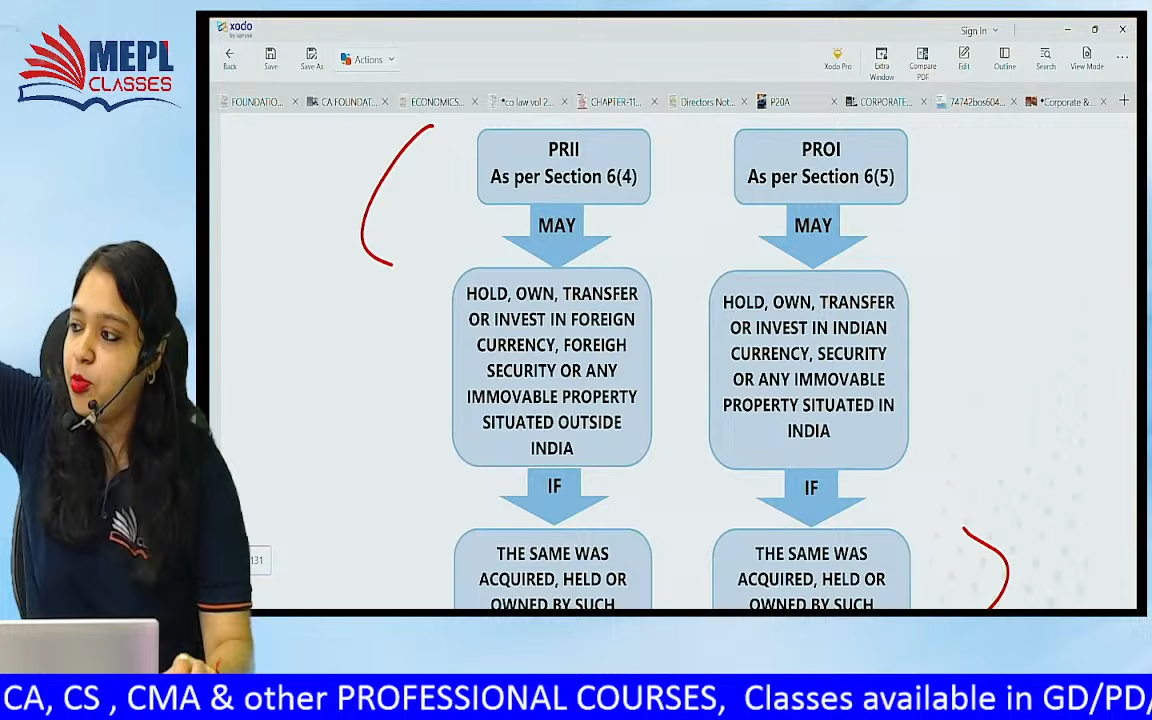 MEPL
CLASSES
xodo
by apryse
Sign In
Back
Save
Save As
Actions
Xodo Pro
Extra
Window
Compare
PDF
Edit
Outline
Search
View Mode
FOUNDATIO...
CA FOUNDAT...
ECONOMICS...
*co law vol 2...
CHAPTER-11...
Directors Not...
P20A
CORPORATE...
74742bos604...
*Corporate &...
PRII
As per Section 6(4)
MAY
HOLD, OWN, TRANSFER
OR INVEST IN FOREIGN
CURRENCY, FOREIGH
SECURITY OR ANY
IMMOVABLE PROPERTY
SITUATED OUTSIDE
INDIA
IF
THE SAME WAS
ACQUIRED, HELD OR
OWNED BY SUCH
PROI
As per Section 6(5)
MAY
HOLD, OWN, TRANSFER
OR INVEST IN INDIAN
CURRENCY, SECURITY
OR ANY IMMOVABLE
PROPERTY SITUATED IN
INDIA
IF
THE SAME WAS
ACQUIRED, HELD OR
OWNED BY SUCH
131
CA, CS , CMA & other PROFESSIONAL COURSES, Classes available in GD/PD/